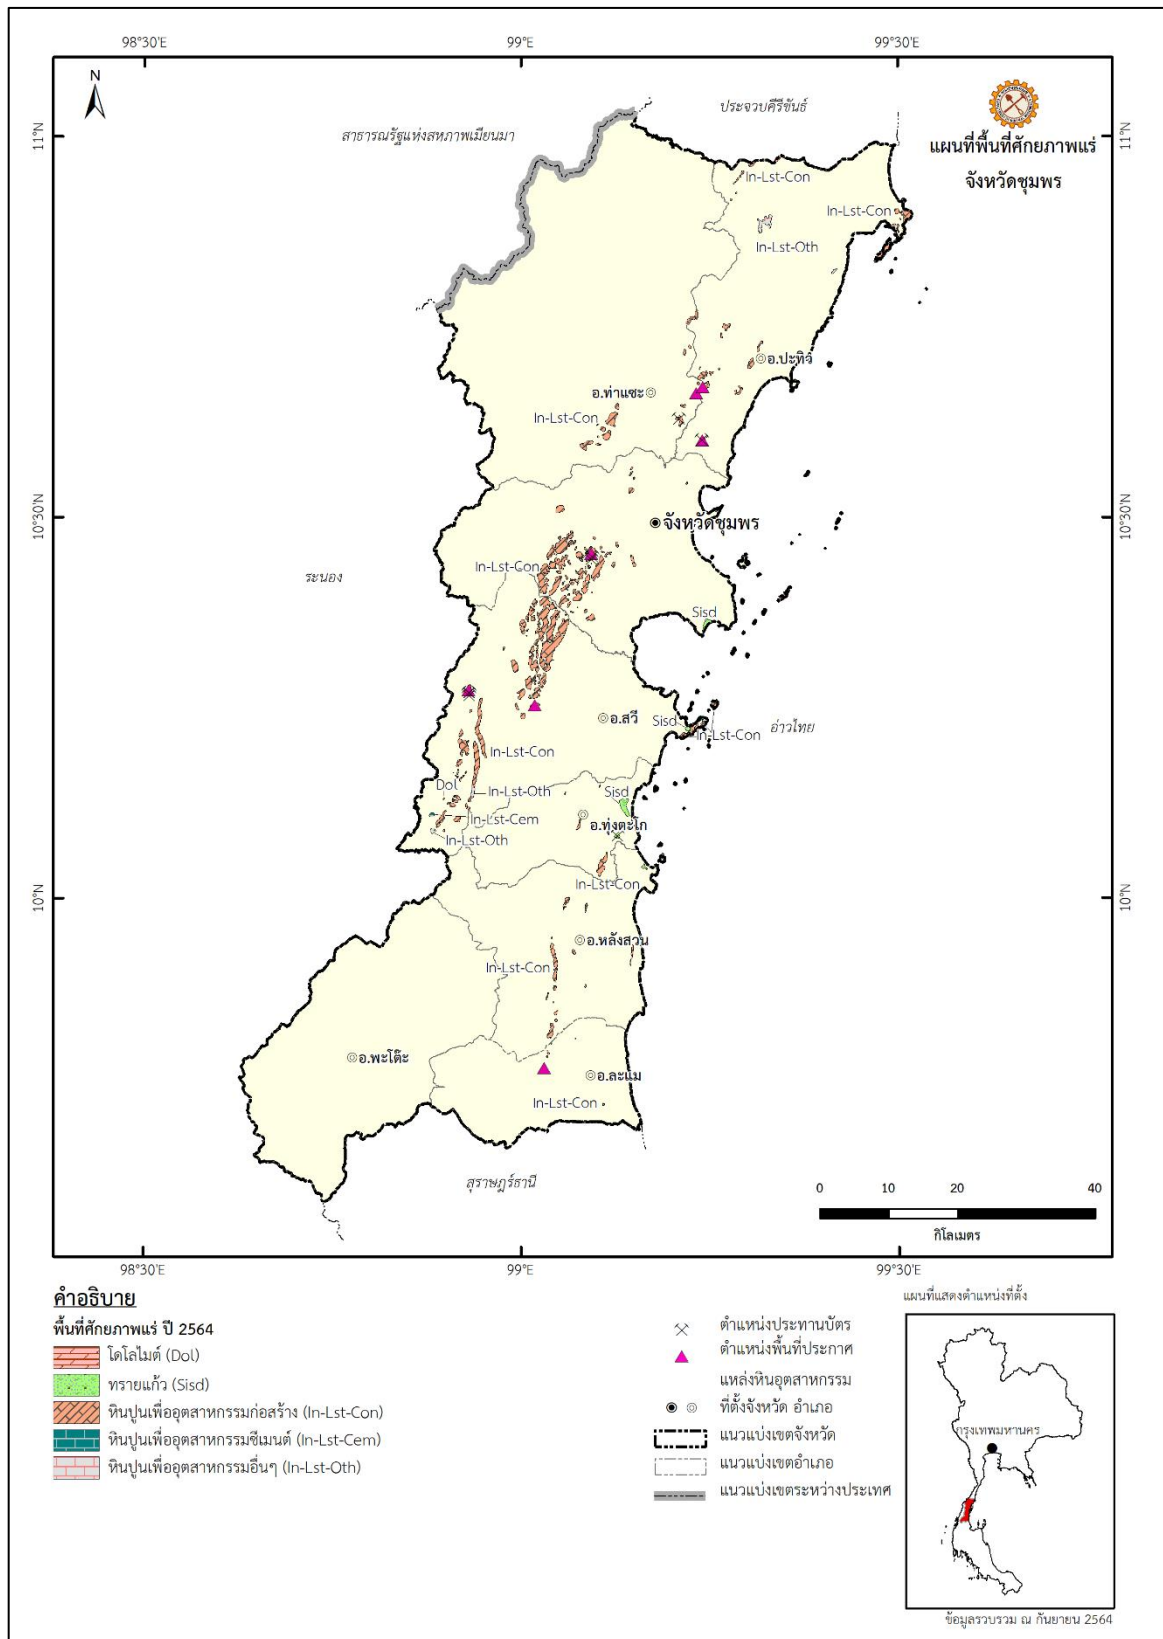 98°30'E 99°E 99°30'E
N
ประจวบคีรีขันธ์
สาธารณรัฐแห่งสหภาพเมียนมา
11°N
11°N
แผนที่พื้นที่ศักยภาพแร่
จังหวัดชุมพร
In-Lst-Con
In-Lst-Con
In-Lst-Oth
อ.ปะทิว
อ.ท่าแซะ
In-Lst-Con
10°30'N
10°30'N
จังหวัดชุมพร
In-Lst-Con
ระนอง
Sisd
อ.สวี
Sisd
อ่าวไทย
In-Lst-Con
In-Lst-Con
Dol
In-Lst-Oth
Sisd
In-Lst-Cem
อ.ทุ่งตะโก
In-Lst-Oth
In-Lst-Con
10°N
10°N
อ.หลังสวน
In-Lst-Con
อ.พะโต๊ะ
อ.ละแม
In-Lst-Con
สุราษฎร์ธานี
0 10 20 40
กิโลเมตร
98°30'E 99°E 99°30'E
คำอธิบาย
พื้นที่ศักยภาพแร่ ปี 2564
โดโลไมต์ (Dol)
ทรายแก้ว (Sisd)
หินปูนเพื่ออุตสาหกรรมก่อสร้าง (In-Lst-Con)
หินปูนเพื่ออุตสาหกรรมซีเมนต์ (In-Lst-Cem)
หินปูนเพื่ออุตสาหกรรมอื่นๆ (In-Lst-Oth)
ตำแหน่งประทานบัตร
ตำแหน่งพื้นที่ประกาศ
แหล่งหินอุตสาหกรรม
ที่ตั้งจังหวัด อำเภอ
แนวแบ่งเขตจังหวัด
แนวแบ่งเขตอำเภอ
แนวแบ่งเขตระหว่างประเทศ
แผนที่แสดงตำแหน่งที่ตั้ง
กรุงเทพมหานคร
ข้อมูลรวบรวม ณ กันยายน 2564